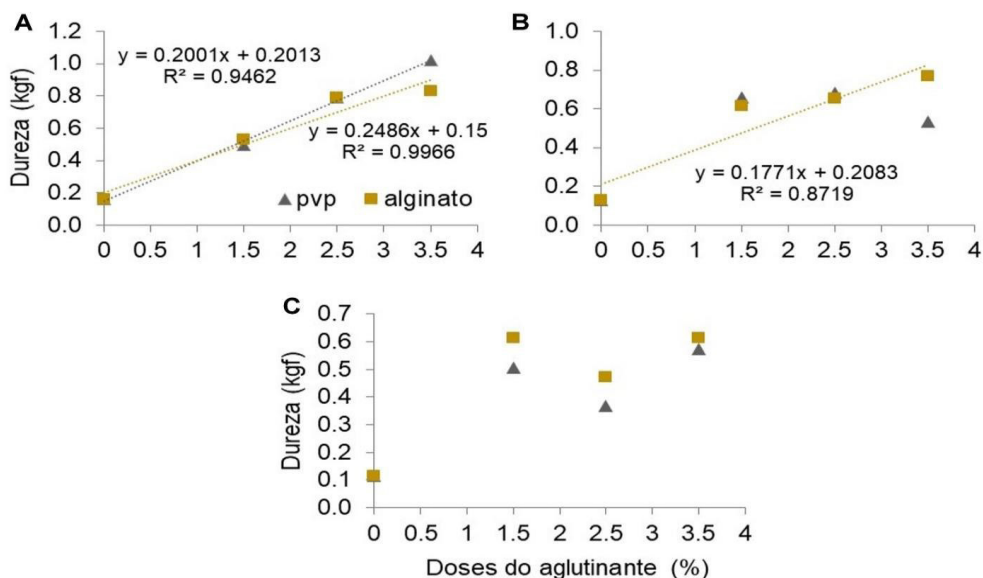 A
Dureza (kgf)
1.2
1.0
0.8
0.6
0.4
0.2
0.0
y = 0.2001x + 0.2013
R² = 0.9462
y = 0.2486x + 0.15
R² = 0.9966
pvp
alginato
0 0.5 1 1.5 2 2.5 3 3.5 4
B
1.0
0.8
0.6
0.4
0.2
0.0
y = 0.1771x + 0.2083
R² = 0.8719
0 0.5 1 1.5 2 2.5 3 3.5 4
C
Dureza (kgf)
0.7
0.6
0.5
0.4
0.3
0.2
0.1
0.0
0 0.5 1 1.5 2 2.5 3 3.5 4
Doses do aglutinante (%)